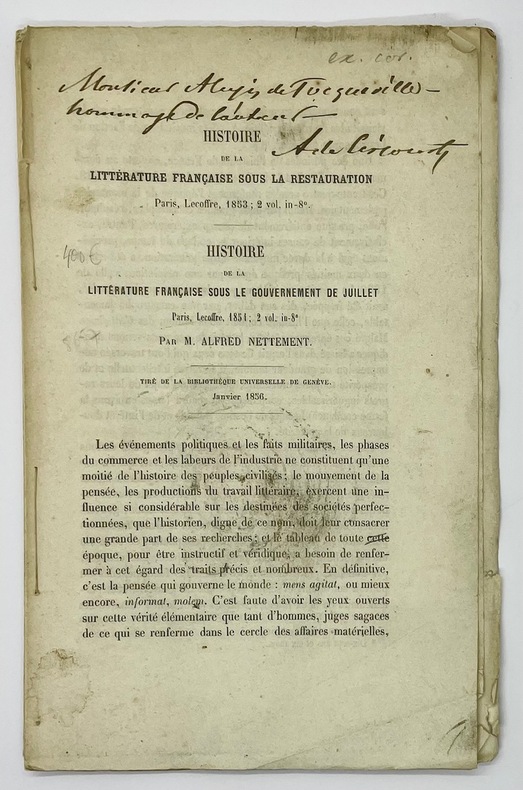 ex. cor.
Monsieur Alexis de Tocqueville
hommage de l'auteur
A de Circourt
HISTOIRE
DE LA
LITTÉRATURE FRANÇAISE SOUS LA RESTAURATION
Paris, Lecoffre, 1853 ; 2 vol. in-8º.
400 €
HISTOIRE
DE LA
LITTÉRATURE FRANÇAISE SOUS LE GOUVERNEMENT DE JUILLET
Paris, Lecoffre, 1854 ; 2 vol. in-8º
PAR M. ALFRED NETTEMENT.
TIRÉ DE LA BIBLIOTHÈQUE UNIVERSELLE DE GENÈVE.
Janvier 1856.
Les événements politiques et les faits militaires, les phases
du commerce et les labeurs de l'industrie ne constituent qu'une
moitié de l'histoire des peuples civilisés ; le mouvement de la
pensée, les productions du travail littéraire, exercent une in-
fluence si considérable sur les destinées des sociétés perfec-
tionnées, que l'historien, digne de ce nom, doit leur consacrer
une grande part de ses recherches ; et le tableau de toute cette
époque, pour être instructif et véridique, a besoin de renfer-
mer à cet égard des traits précis et nombreux. En définitive,
c'est la pensée qui gouverne le monde : mens agitat, ou mieux
encore, informat, molem. C'est faute d'avoir les yeux ouverts
sur cette vérité élémentaire que tant d'hommes, juges sagaces
de ce qui se renferme dans le cercle des affaires matérielles,